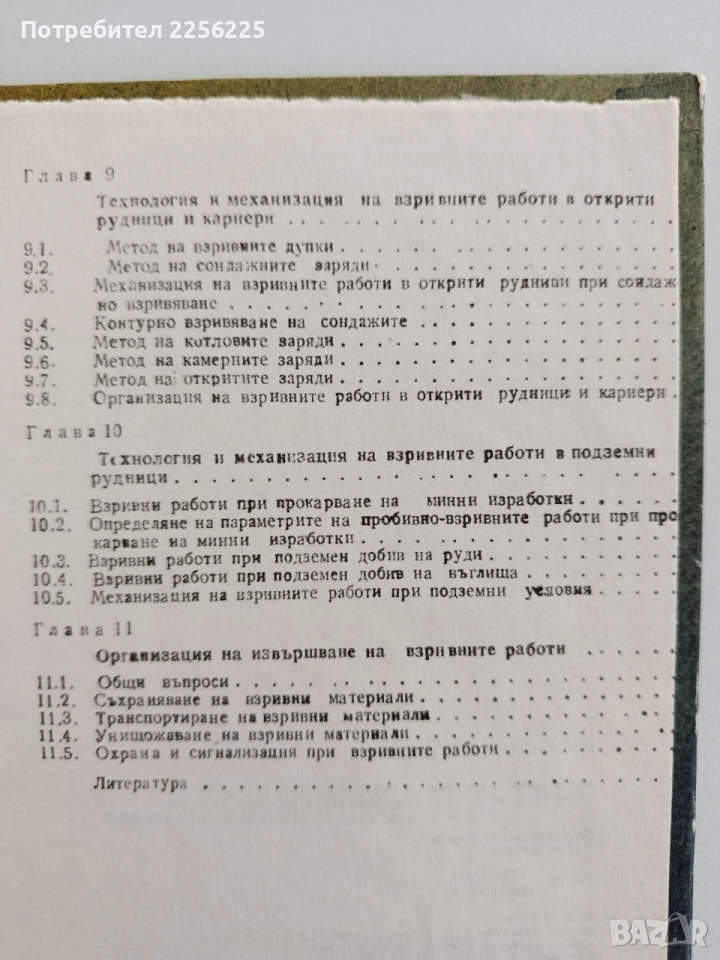 Потребител 2256225
Глава 9
Технология и механизация на взривните работи в открити
рудници и кариери . . . . . . . . . . . . . . .
9.1. Метод на взривните дупки . . . . . . . . . . . . . . .
9.2. Метод на сондажните заряди . . . . . . . . . . . . . . .
9.3. Механизация на взривните работи в открити рудници при сондаж
но взривяване . . . . . . . . . . . . . . .
9.4. Контурно взривяване на сондажите . . . . . . . . . . . .
9.5. Метод на котловите заряди . . . . . . . . . . . . . . .
9.6. Метод на камерните заряди . . . . . . . . . . . . . . .
9.7. Метод на откритите заряди . . . . . . . . . . . . . . .
9.8. Организация на взривните работи в открити рудници и кариери .
Глава 10
Технология и механизация на взривните работи в подземни
рудници . . . . . . . . . . . . . . .
10.1. Взривни работи при прокарване на минни изработки . . . . .
10.2. Определяне на параметрите на пробивно-взривните работи при про
карване на минни изработки . . . . . . . . . . . . . . .
10.3. Взривни работи при подземен добив на руди . . . . . . . . .
10.4. Взривни работи при подземен добив на въглища . . . . . . .
10.5. Механизация на взривните работи при подземни условия . . . .
Глава 11
Организация на извършване на взривните работи . . . . .
11.1. Общи въпроси . . . . . . . . . . . . . . .
11.2. Съхраняване на взривни материали . . . . . . . . . . . .
11.3. Транспортиране на взривни материали . . . . . . . . . . .
11.4. Унищожаване на взривни материали . . . . . . . . . . . .
11.5. Охрана и сигнализация при взривните работи . . . . . . . .
Литература . . . . . . . . . . . . . . .
BAZAR